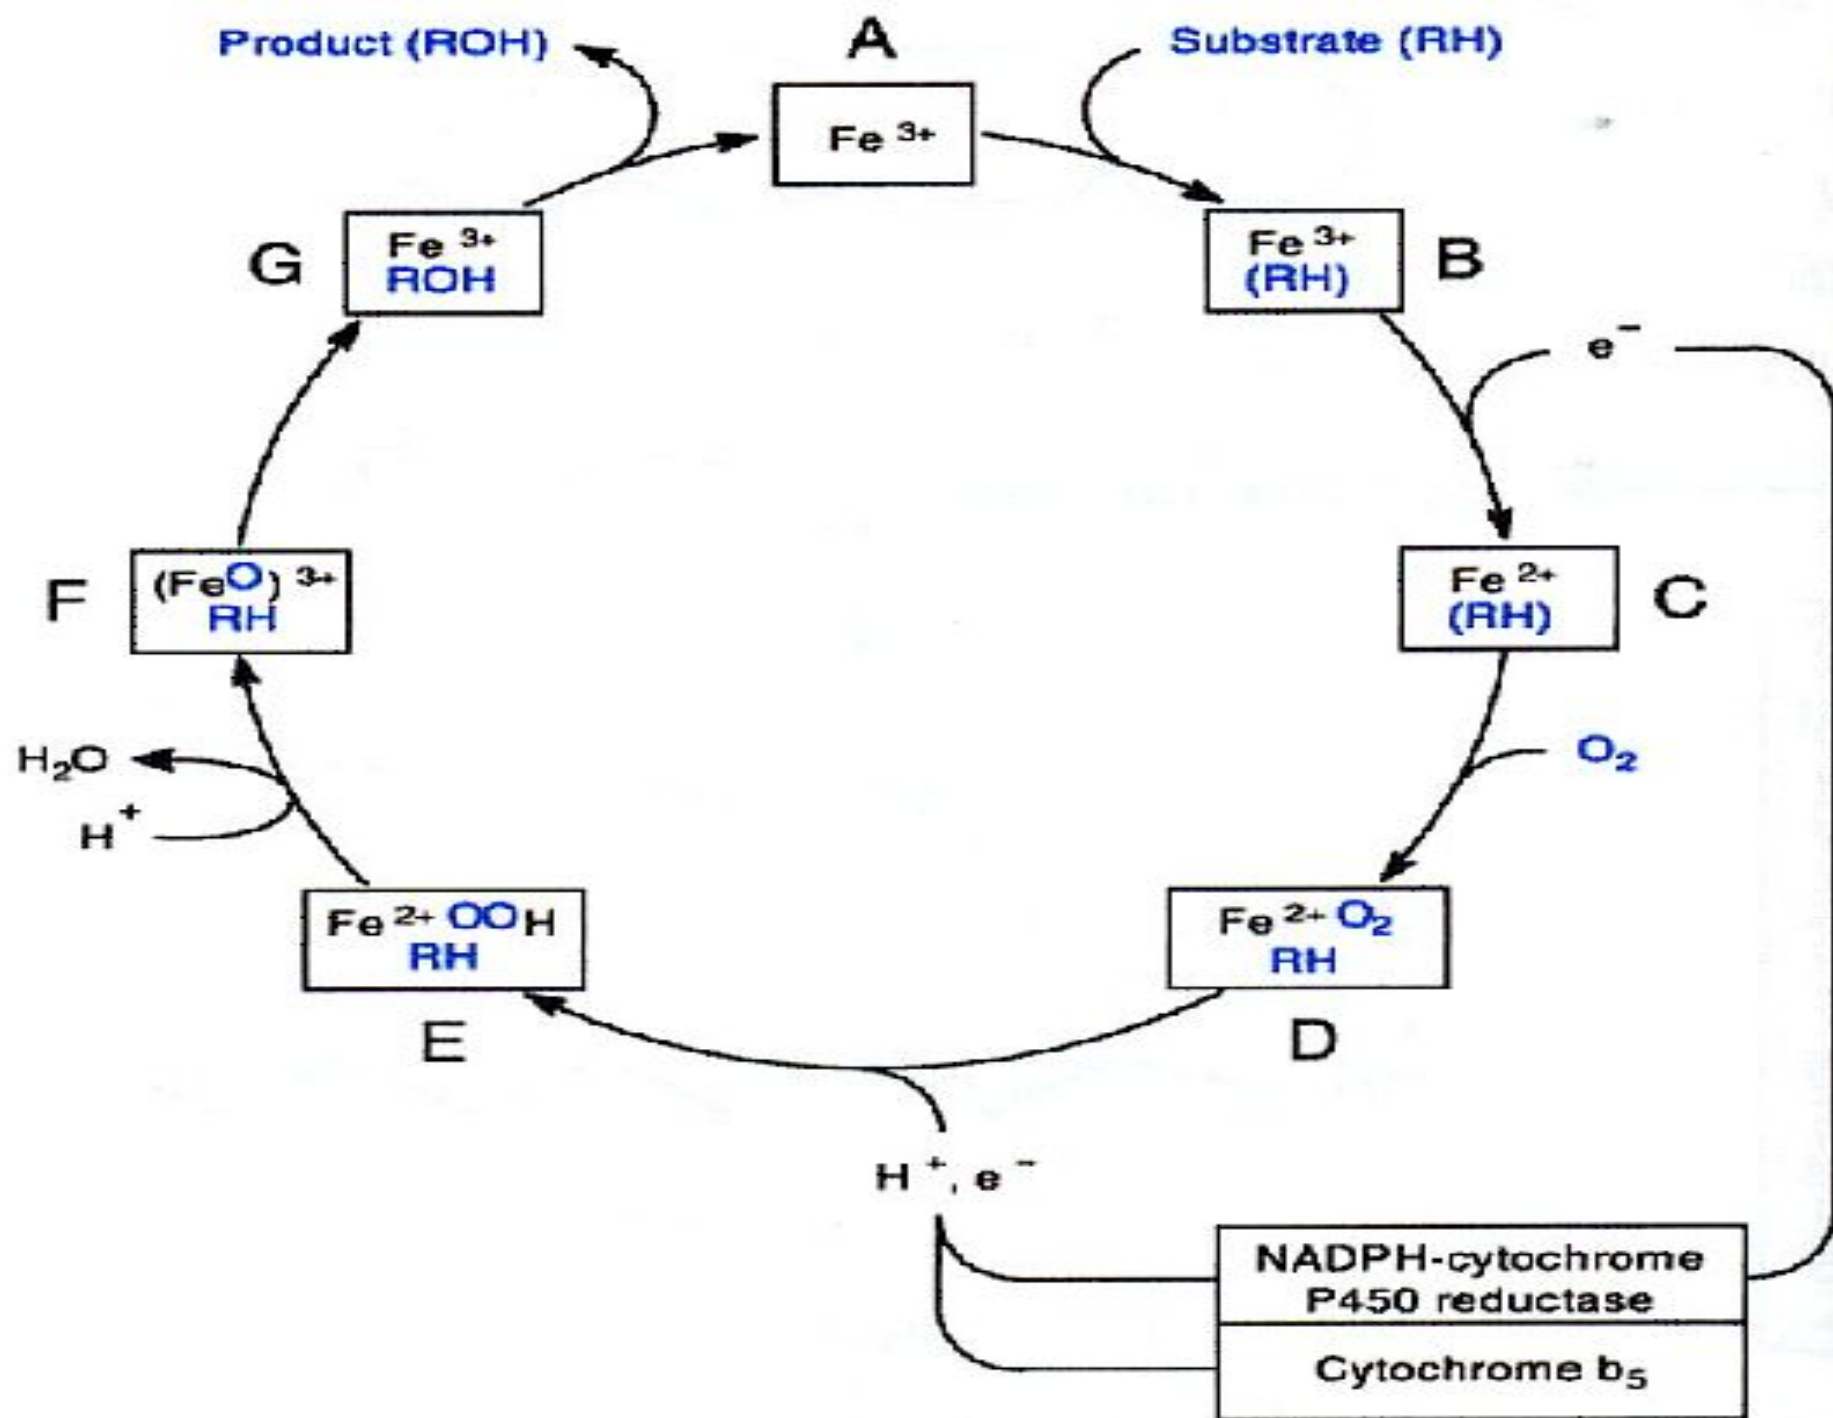 A
Product (ROH)
Substrate (RH)
Fe ³⁺
G
Fe ³⁺
ROH
Fe ³⁺
(RH)
B
e⁻
F
(FeO) ³⁺
RH
Fe ²⁺
(RH)
C
H₂O
H⁺
O₂
Fe ²⁺ OOH
RH
Fe ²⁺ O₂
RH
E
D
H⁺, e⁻
NADPH-cytochrome
P450 reductase
Cytochrome b₅